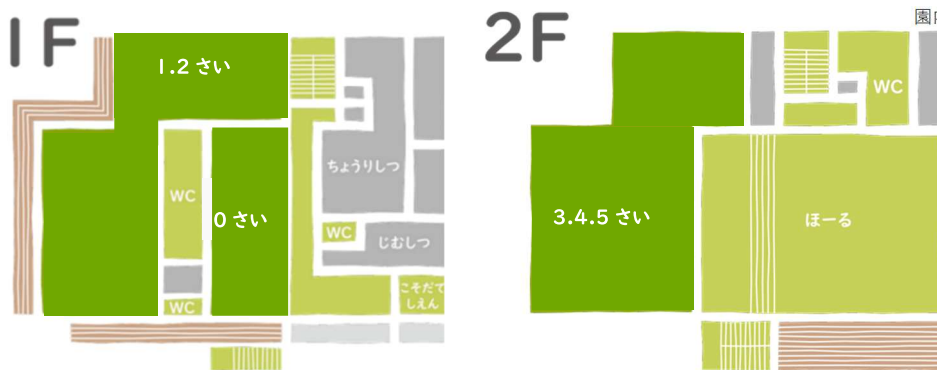 1F
1.2 さい
ちょうりしつ
WC
0 さい
WC
じむしつ
WC
こそだて
しえん
2F
園内
WC
3.4.5 さい
ほーる